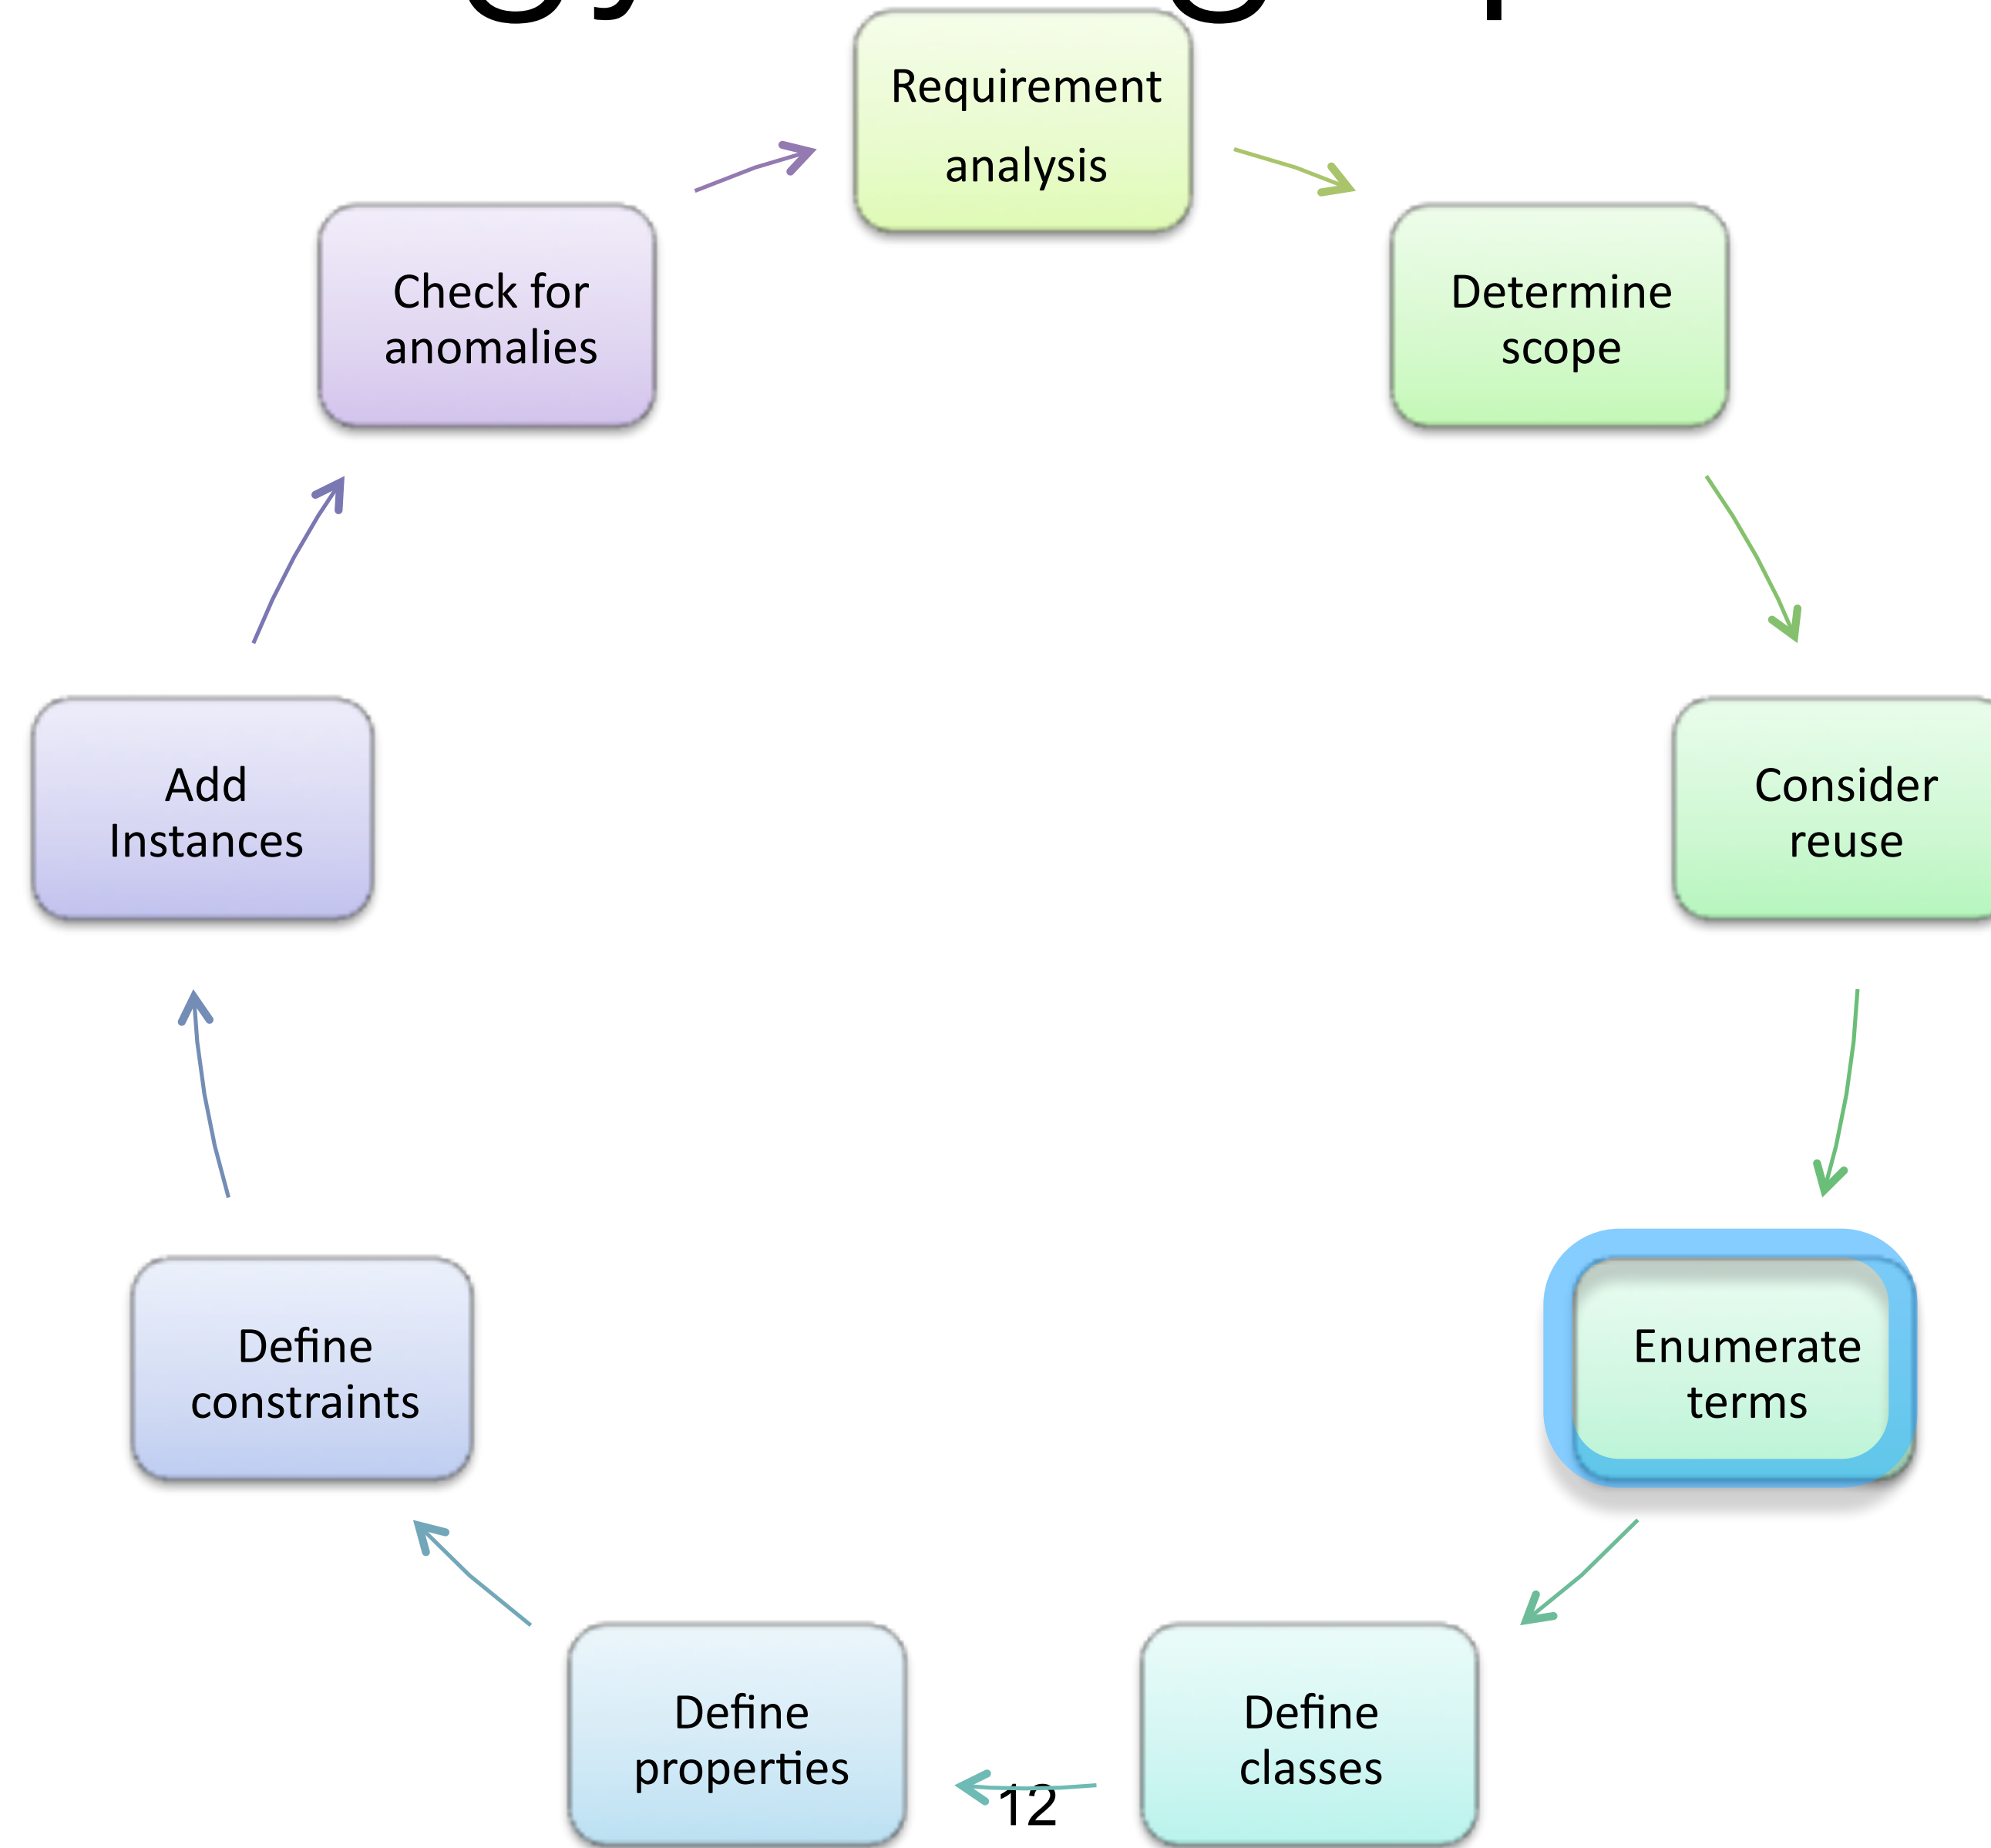 Requirement
analysis
Determine
scope
Consider
reuse
Enumerate
terms
Define
classes
Define
properties
Define
constraints
Add
Instances
Check for
anomalies
12